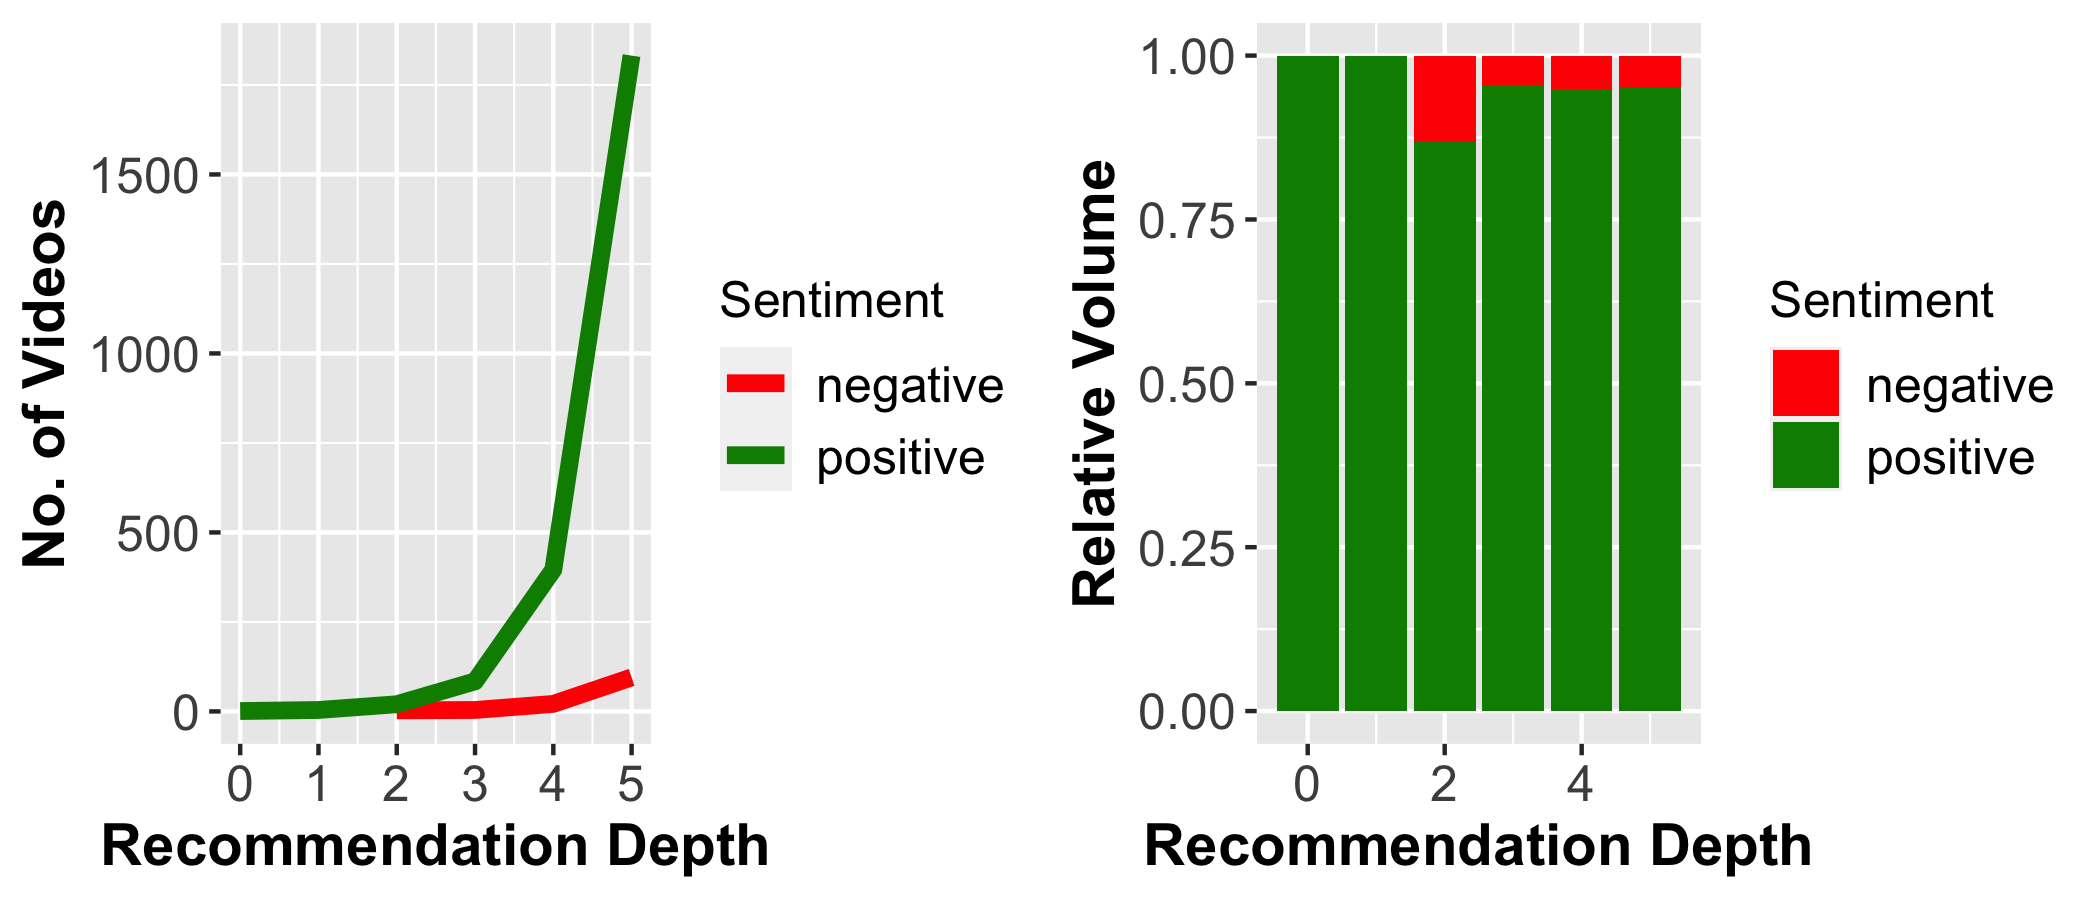 No. of Videos
1500
1000
500
0
0 1 2 3 4 5
Recommendation Depth
Sentiment
negative
positive
Relative Volume
1.00
0.75
0.50
0.25
0.00
0 2 4
Recommendation Depth
Sentiment
negative
positive